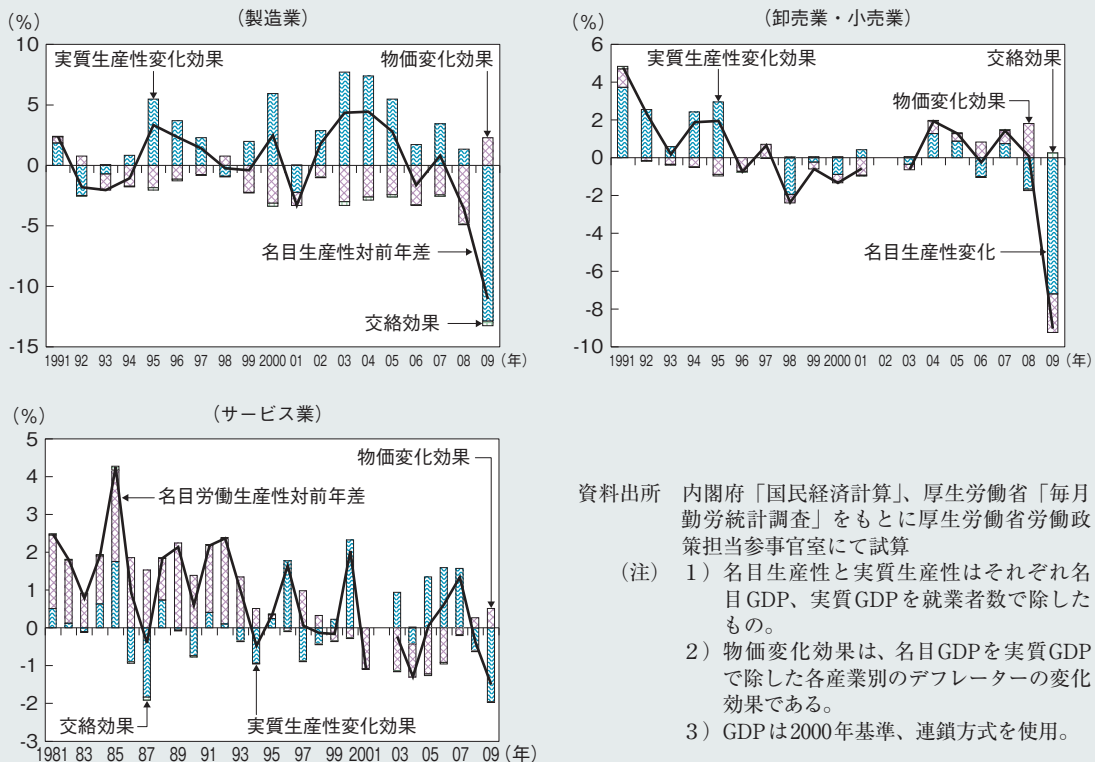 (%)
(製造業)
10
5
0
-5
-10
-15
実質生産性変化効果
物価変化効果
名目生産性対前年差
交絡効果
1991 92 93 94 95 96 97 98 99 2000 01 02 03 04 05 06 07 08 09 (年)
(%)
(卸売業・小売業)
6
4
2
0
-2
-4
-6
-8
-10
実質生産性変化効果
交絡効果
物価変化効果
名目生産性変化
1991 92 93 94 95 96 97 98 99 2000 01 02 03 04 05 06 07 08 09 (年)
(%)
(サービス業)
5
4
3
2
1
0
-1
-2
-3
物価変化効果
名目労働生産性対前年差
交絡効果
実質生産性変化効果
1981 83 85 87 89 91 93 95 97 99 2001 03 05 07 09 (年)
資料出所 内閣府「国民経済計算」、厚生労働省「毎月
勤労統計調査」をもとに厚生労働省労働政
策担当参事官室にて試算
(注) 1)名目生産性と実質生産性はそれぞれ名
目GDP、実質GDPを就業者数で除した
もの。
2)物価変化効果は、名目GDPを実質GDP
で除した各産業別のデフレーターの変化
効果である。
3)GDPは2000年基準、連鎖方式を使用。